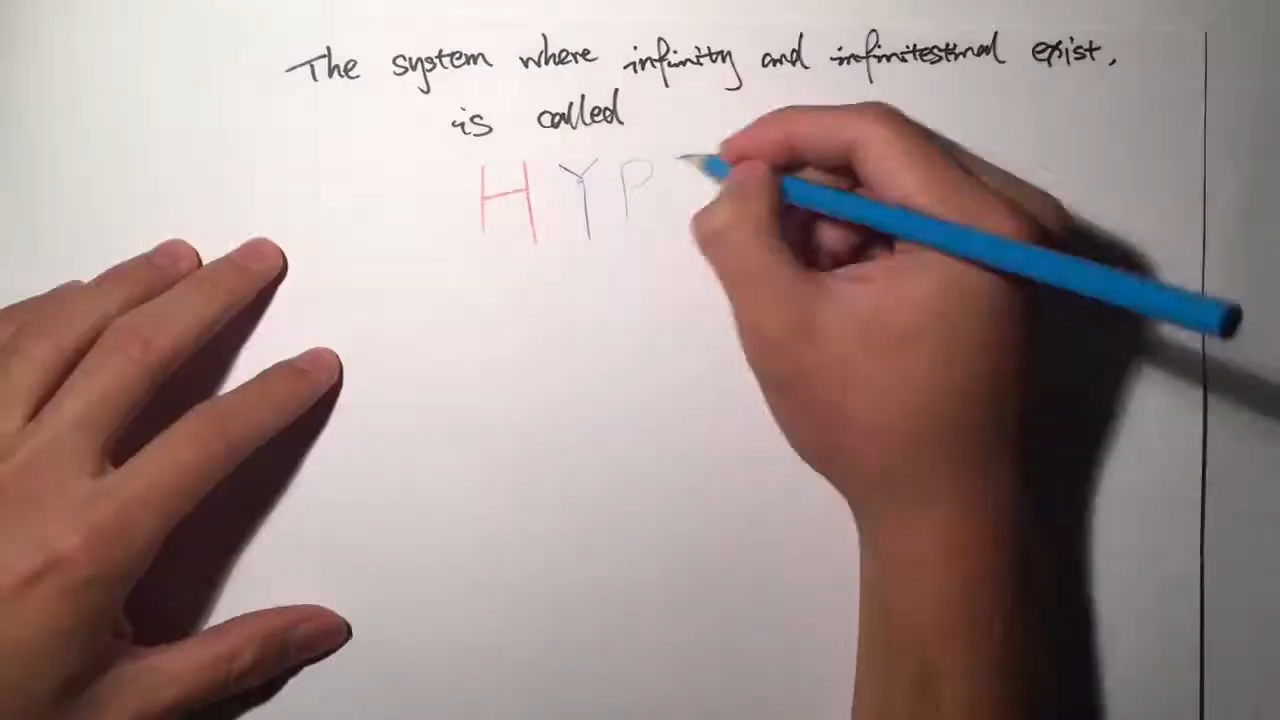 The system where infinity and infinitesimal exist,
is called
HYP